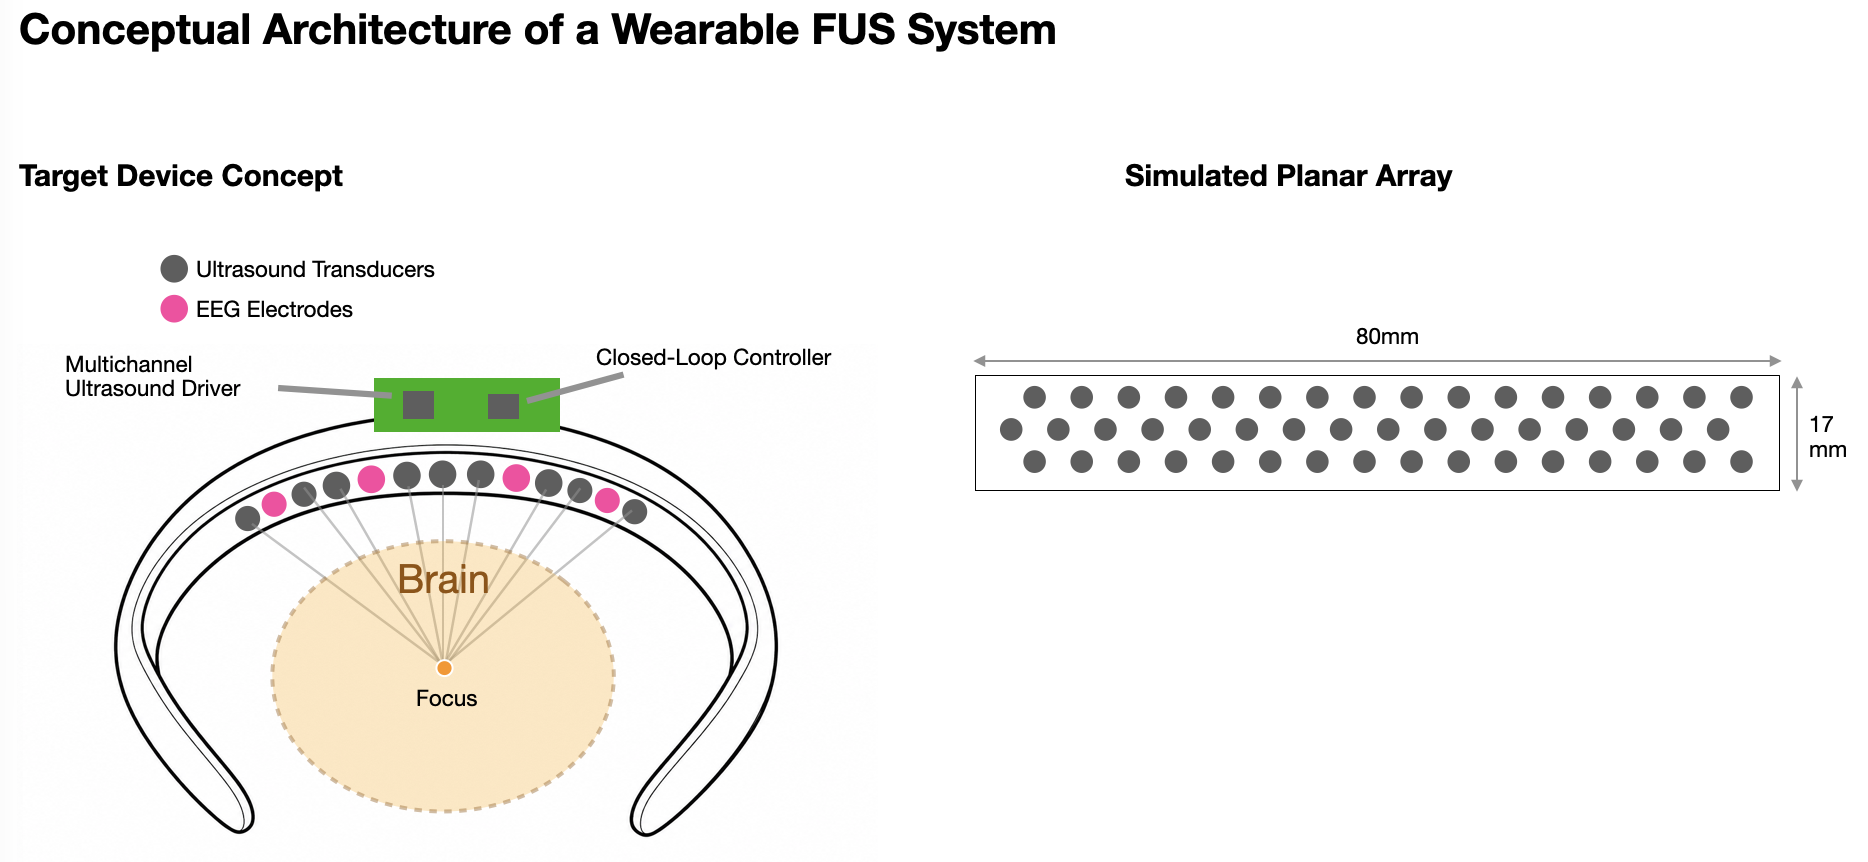 Conceptual Architecture of a Wearable FUS System
Target Device Concept
Simulated Planar Array
Ultrasound Transducers
EEG Electrodes
Multichannel
Ultrasound Driver
Closed-Loop Controller
Brain
Focus
80mm
17
mm